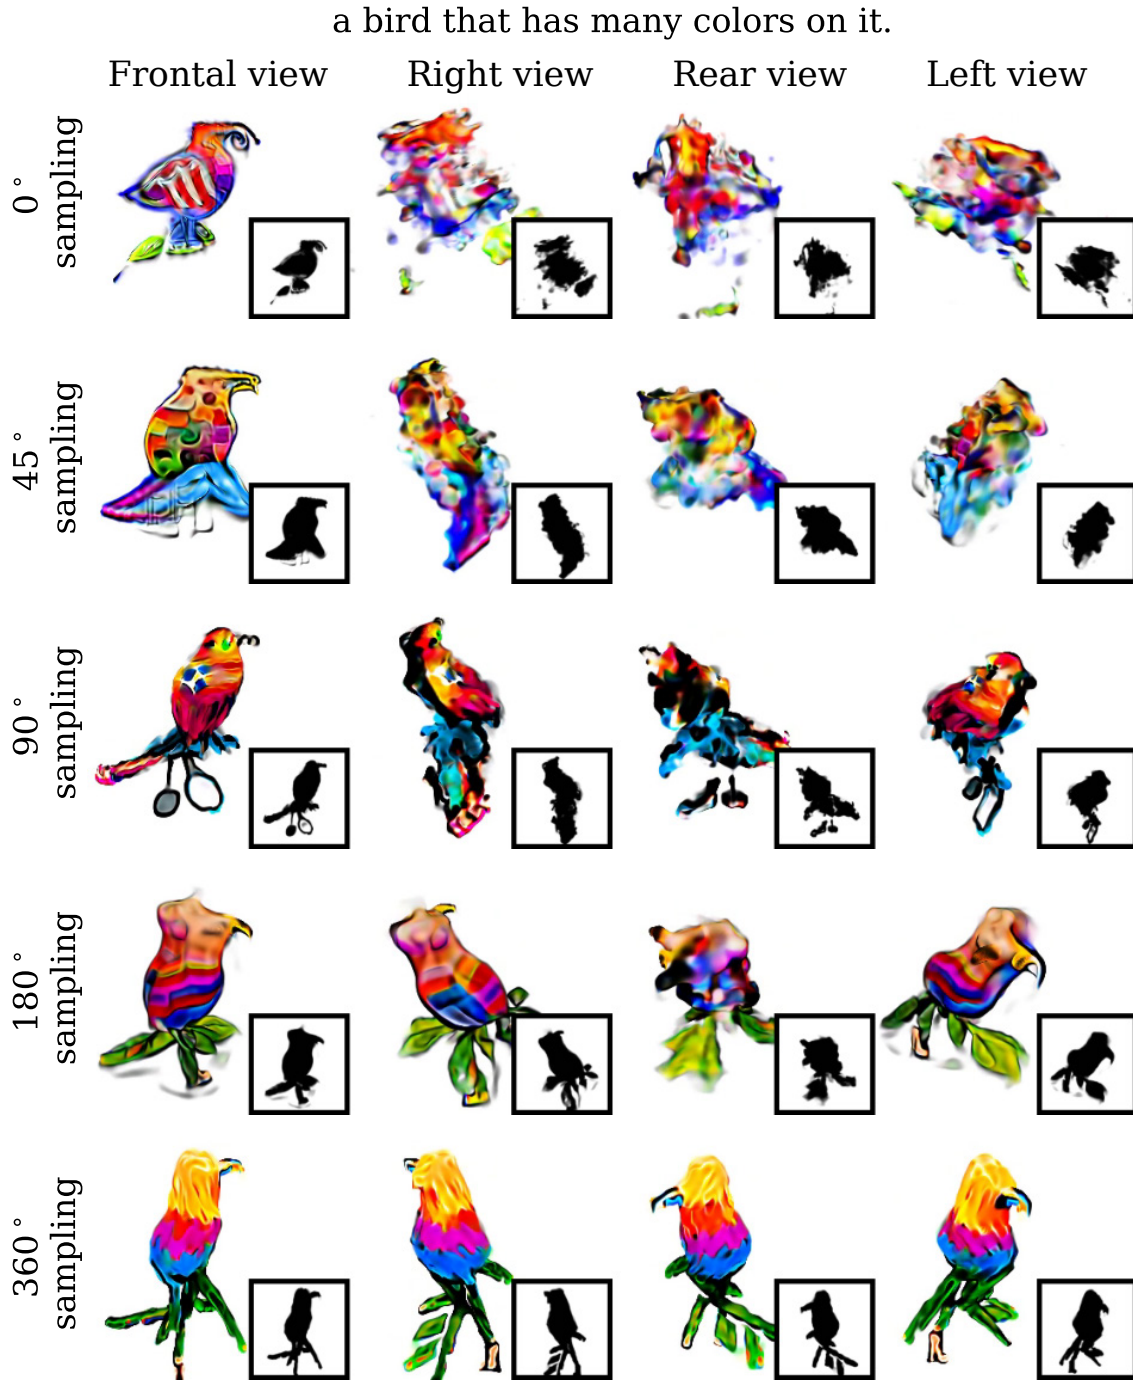 a bird that has many colors on it.
Frontal view Right view Rear view Left view
0°
sampling
45°
sampling
90°
sampling
180°
sampling
360°
sampling